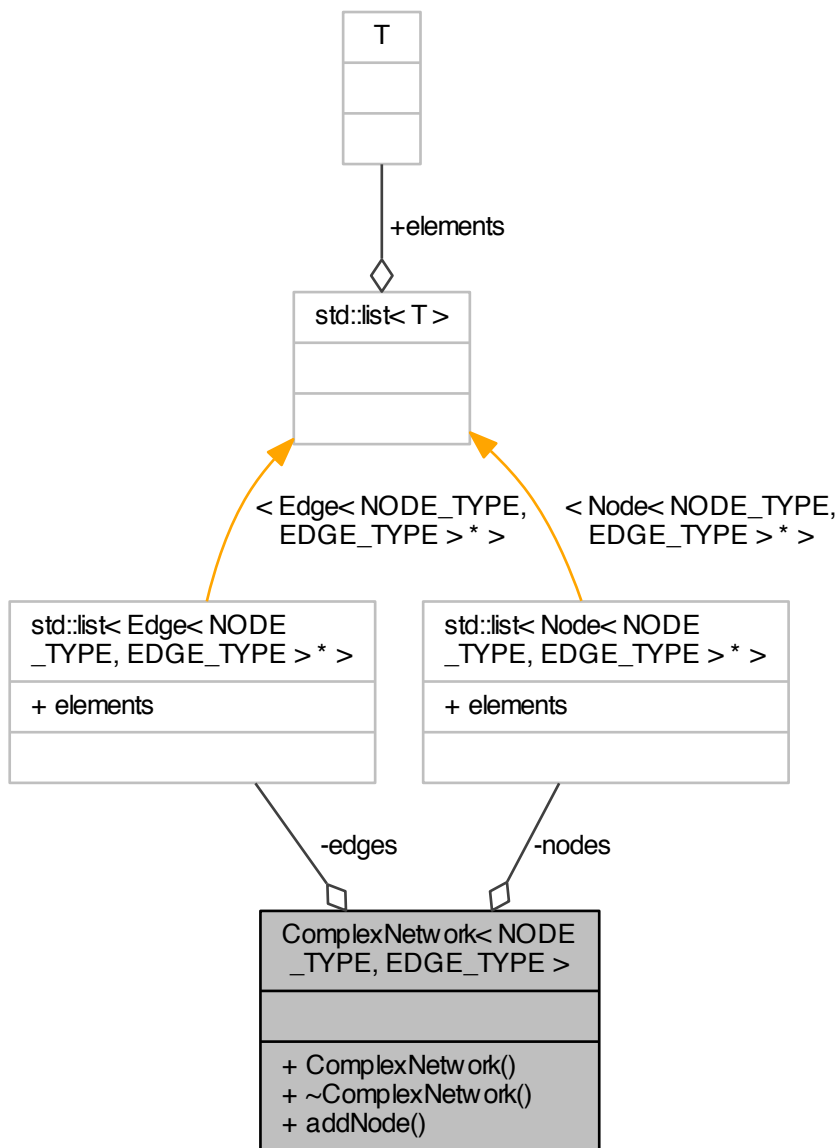 T
+elements
std::list< T >
< Edge< NODE_TYPE,
EDGE_TYPE > * >
< Node< NODE_TYPE,
EDGE_TYPE > * >
std::list< Edge< NODE
_TYPE, EDGE_TYPE > * >
+ elements
std::list< Node< NODE
_TYPE, EDGE_TYPE > * >
+ elements
-edges
-nodes
ComplexNetwork< NODE
_TYPE, EDGE_TYPE >
+ ComplexNetwork()
+ ~ComplexNetwork()
+ addNode()